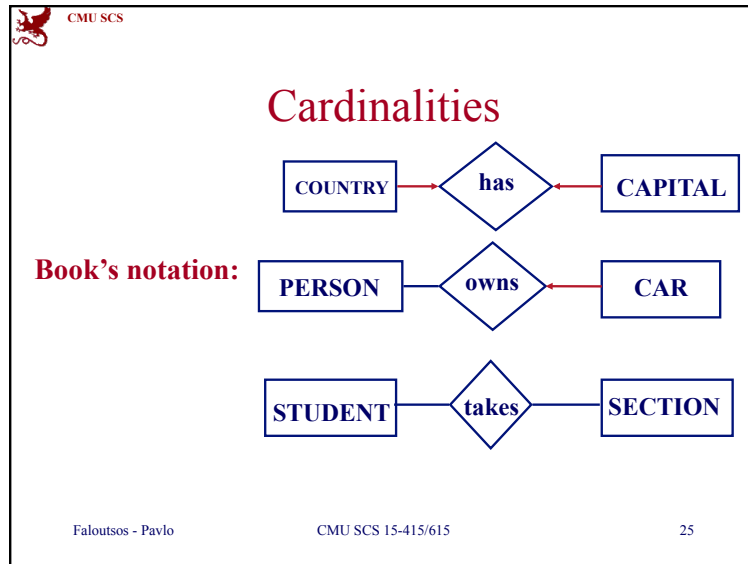 CMU SCS
Cardinalities
COUNTRY has CAPITAL
Book’s notation:
PERSON owns CAR
STUDENT takes SECTION
Faloutsos - Pavlo CMU SCS 15-415/615 25